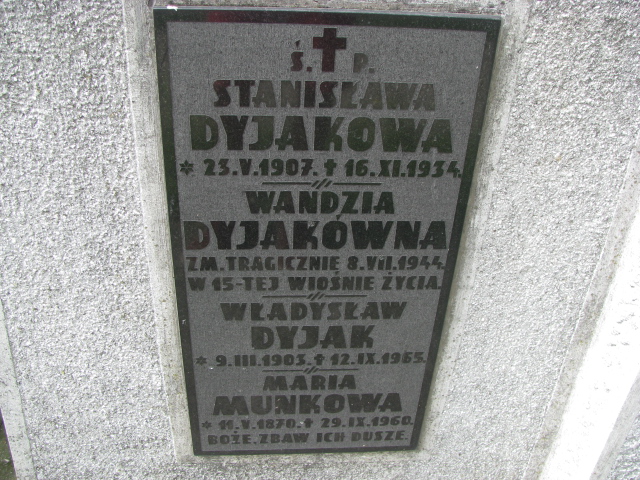 Ś. P.
STANISŁAWA
DYJAKOWA
* 23.V.1907. † 16.XI.1934.
WANDZIA
DYJAKÓWNA
ZM. TRAGICZNIE 8.VII.1944.
W 15-TEJ WIOŚNIE ŻYCIA.
WŁADYSŁAW
DYJAK
* 9.III.1903. † 12.IX.1965.
MARIA
MUNKOWA
* 11.V.1870. † 29.IX.1960.
BOŻE, ZBAW ICH DUSZE.